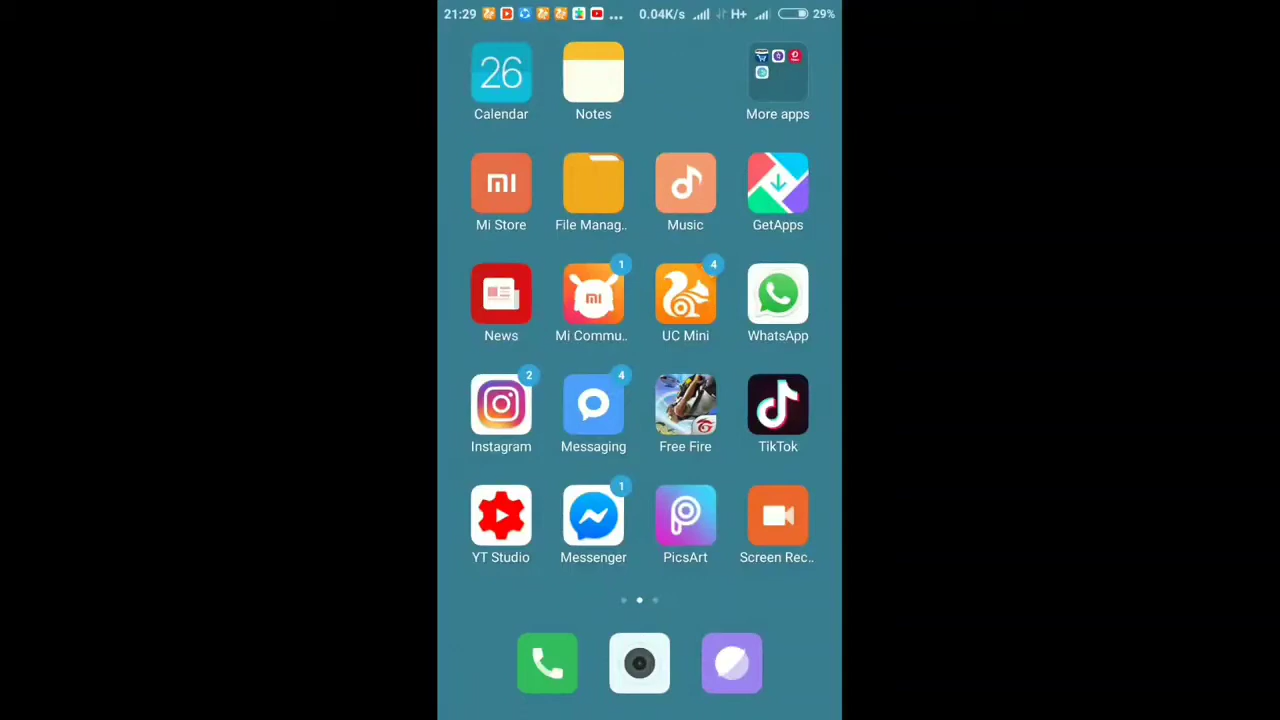 21:29 ... 0.04K/s H+ 29%
26
Calendar Notes More apps
mi
Mi Store File Manag.. Music GetApps
1 4
mi
News Mi Commu.. UC Mini WhatsApp
2 4
Instagram Messaging Free Fire TikTok
1
YT Studio Messenger PicsArt Screen Rec..